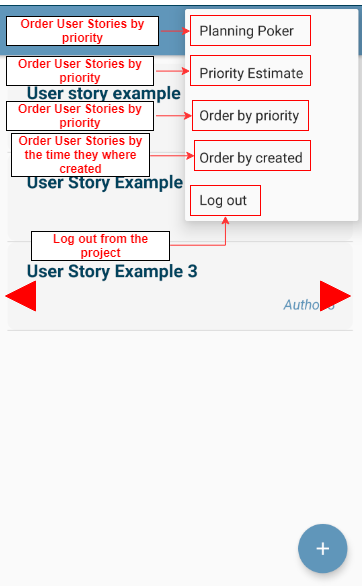 Order User Stories by
priority
Planning Poker
Order User Stories by
priority
Priority Estimate
User story example
Order User Stories by
priority
Order by priority
Order User Stories by
the time they where
created
Order by created
User Story Example
Log out
Log out from the
project
User Story Example 3
+